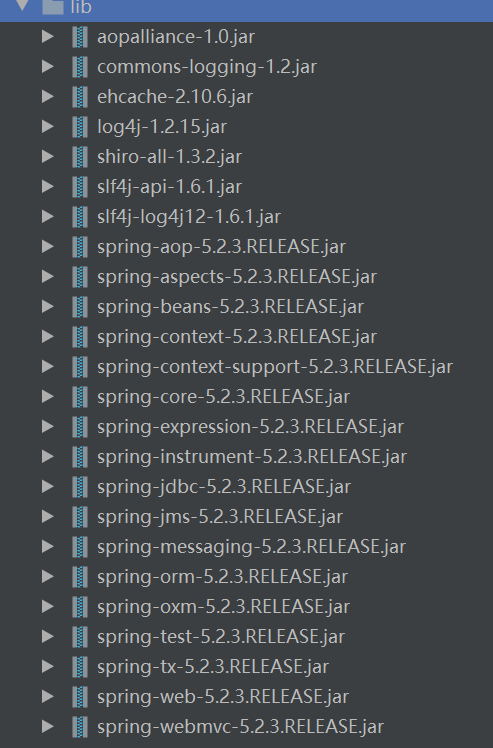 lib
aopalliance-1.0.jar
commons-logging-1.2.jar
ehcache-2.10.6.jar
log4j-1.2.15.jar
shiro-all-1.3.2.jar
slf4j-api-1.6.1.jar
slf4j-log4j12-1.6.1.jar
spring-aop-5.2.3.RELEASE.jar
spring-aspects-5.2.3.RELEASE.jar
spring-beans-5.2.3.RELEASE.jar
spring-context-5.2.3.RELEASE.jar
spring-context-support-5.2.3.RELEASE.jar
spring-core-5.2.3.RELEASE.jar
spring-expression-5.2.3.RELEASE.jar
spring-instrument-5.2.3.RELEASE.jar
spring-jdbc-5.2.3.RELEASE.jar
spring-jms-5.2.3.RELEASE.jar
spring-messaging-5.2.3.RELEASE.jar
spring-orm-5.2.3.RELEASE.jar
spring-oxm-5.2.3.RELEASE.jar
spring-test-5.2.3.RELEASE.jar
spring-tx-5.2.3.RELEASE.jar
spring-web-5.2.3.RELEASE.jar
spring-webmvc-5.2.3.RELEASE.jar